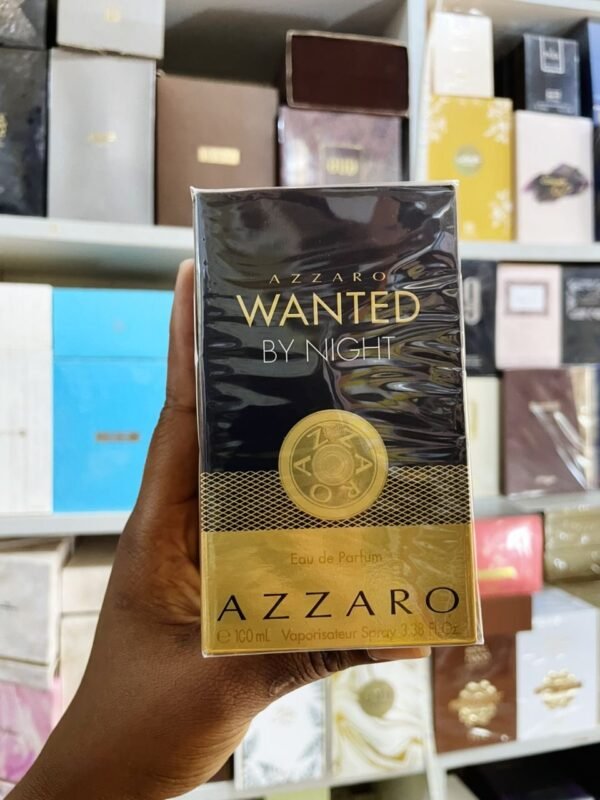 AZZARO
WANTED
BY NIGHT
AZZARO
Eau de Parfum
AZZARO
℮ 100 mL Vaporisateur Spray 3.38 Fl. Oz.